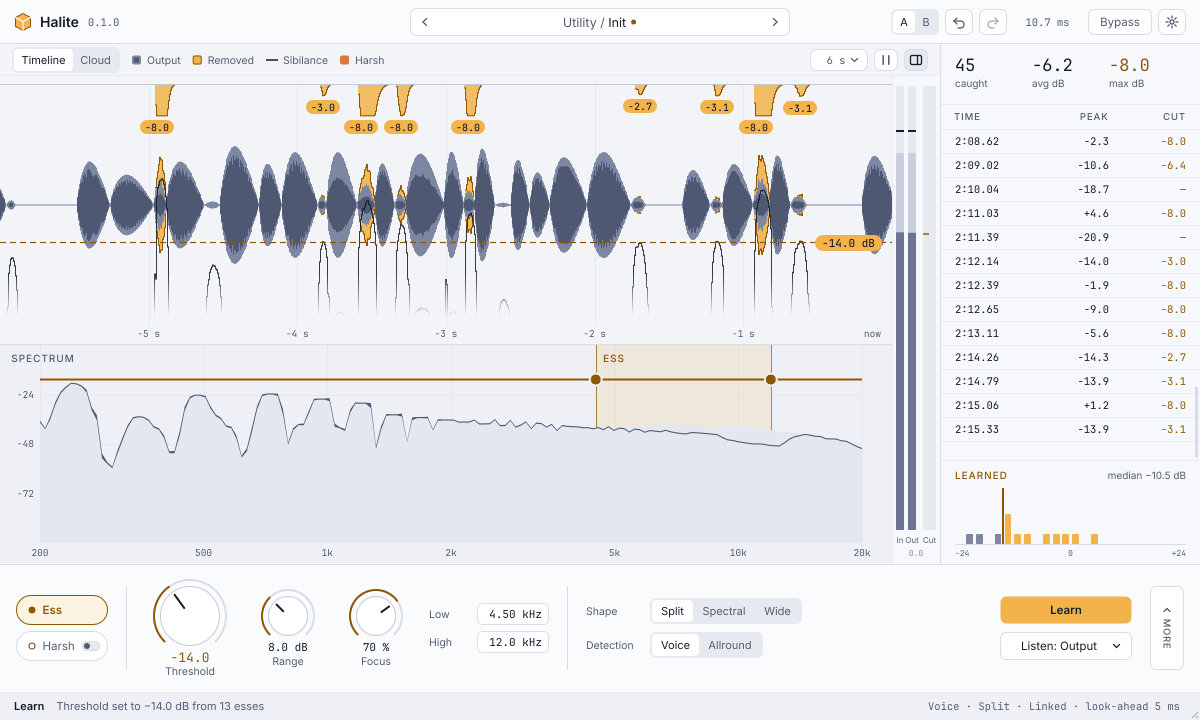 Halite 0.1.0
Utility / Init
A B
10.7 ms
Bypass
Timeline Cloud
Output Removed Sibilance Harsh
6 s
45 -6.2 -8.0
caught avg dB max dB
-8.0 -3.0 -8.0 -8.0 -8.0 -2.7 -3.1 -8.0 -3.1
-14.0 dB
-5 s -4 s -3 s -2 s -1 s now
TIME PEAK CUT
2:08.62 -2.3 -8.0
2:09.02 -10.6 -6.4
2:10.04 -18.7 —
2:11.03 +4.6 -8.0
2:11.39 -20.9 —
2:12.14 -14.0 -3.0
2:12.39 -1.9 -8.0
2:12.65 -9.0 -8.0
2:13.11 -5.6 -8.0
2:14.26 -14.3 -2.7
2:14.79 -13.9 -3.1
2:15.06 +1.2 -8.0
2:15.33 -13.9 -3.1
SPECTRUM
ESS
-24
-48
-72
200 500 1k 2k 5k 10k 20k
In Out Cut
0.0
LEARNED median −10.5 dB
-24 0 +24
Ess
Harsh
-14.0
Threshold
8.0 dB
Range
70 %
Focus
Low 4.50 kHz
High 12.0 kHz
Shape Split Spectral Wide
Detection Voice Allround
Learn
Listen: Output
MORE
Learn Threshold set to −14.0 dB from 13 esses
Voice · Split · Linked · look-ahead 5 ms